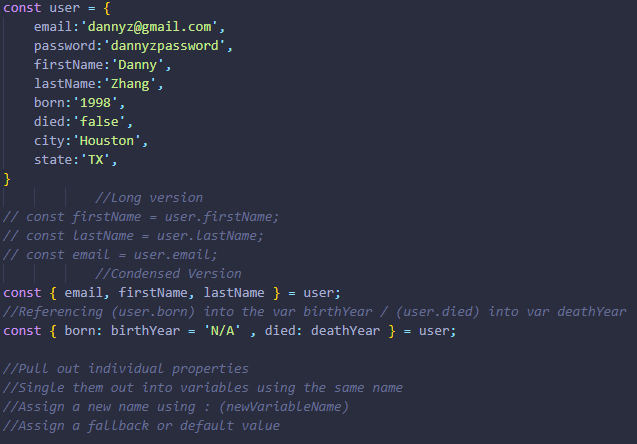 const user = {
email:'dannyz@gmail.com',
password:'dannyzpassword',
firstName:'Danny',
lastName:'Zhang',
born:'1998',
died:'false',
city:'Houston',
state:'TX',
}
//Long version
// const firstName = user.firstName;
// const lastName = user.lastName;
// const email = user.email;
//Condensed Version
const { email, firstName, lastName } = user;
//Referencing (user.born) into the var birthYear / (user.died) into var deathYear
const { born: birthYear = 'N/A' , died: deathYear } = user;
//Pull out individual properties
//Single them out into variables using the same name
//Assign a new name using : (newVariableName)
//Assign a fallback or default value